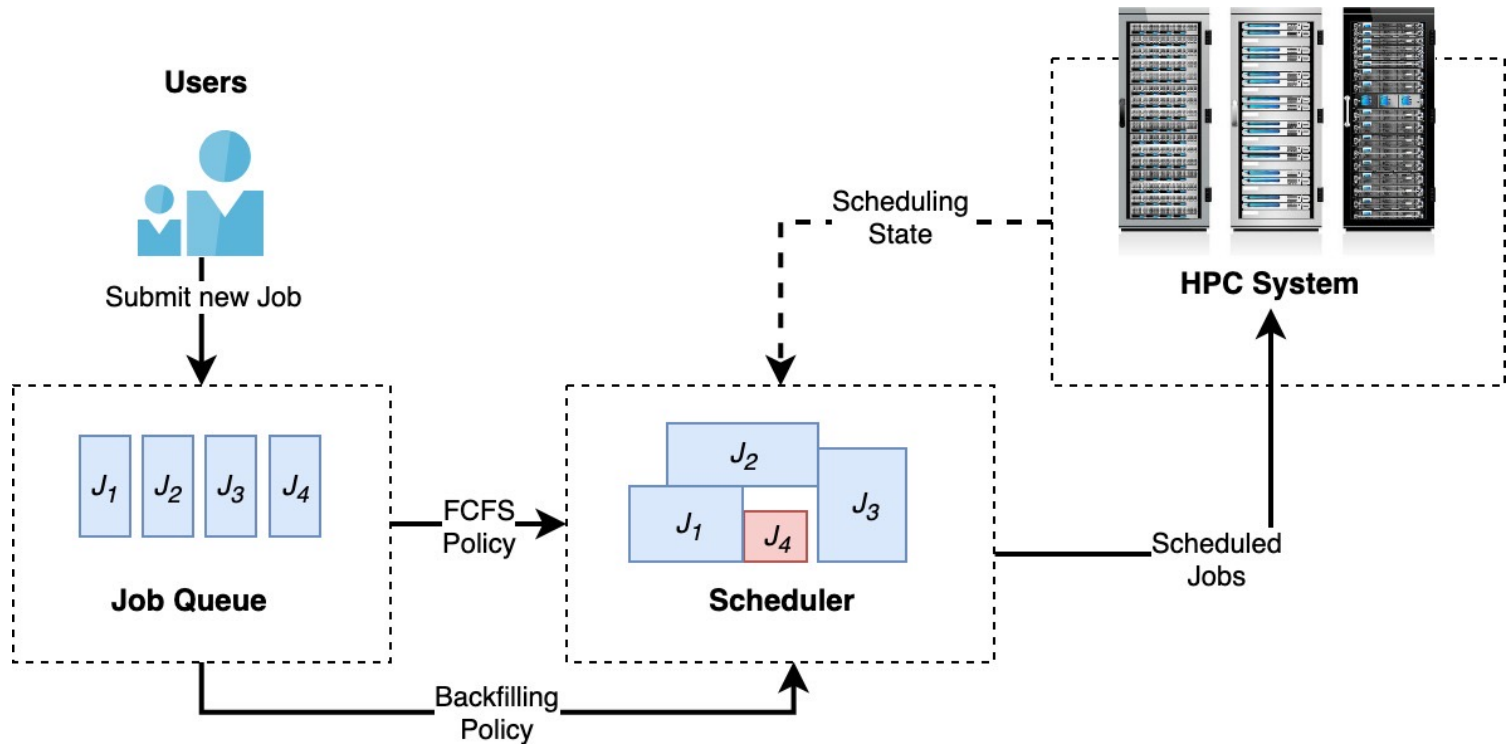 Users
Submit new Job
J1 J2 J3 J4
Job Queue
FCFS
Policy
Backfilling
Policy
J2
J1
J4
J3
Scheduler
Scheduling
State
HPC System
Scheduled
Jobs